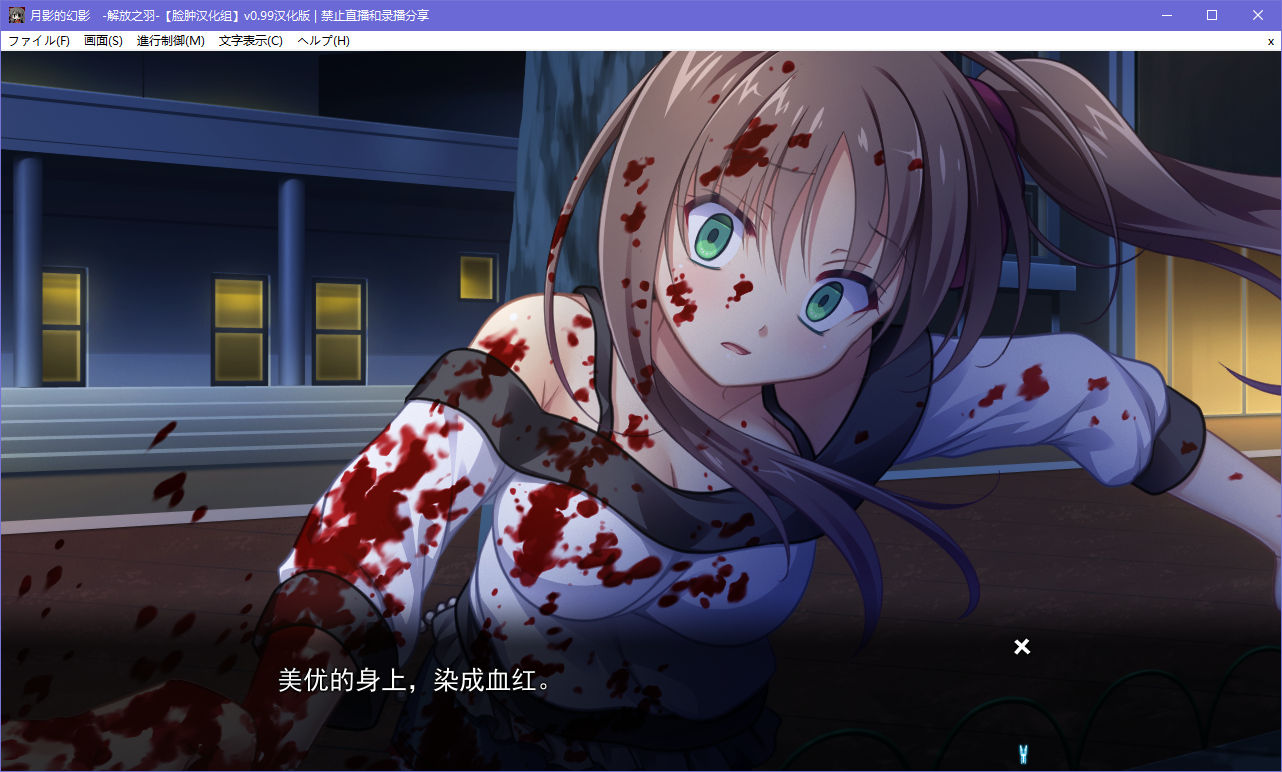 月影的幻影 -解放之羽-【脸肿汉化组】v0.99汉化版 | 禁止直播和录播分享
ファイル(F) 画面(S) 進行制御(M) 文字表示(C) ヘルプ(H) x
美优的身上，染成血红。